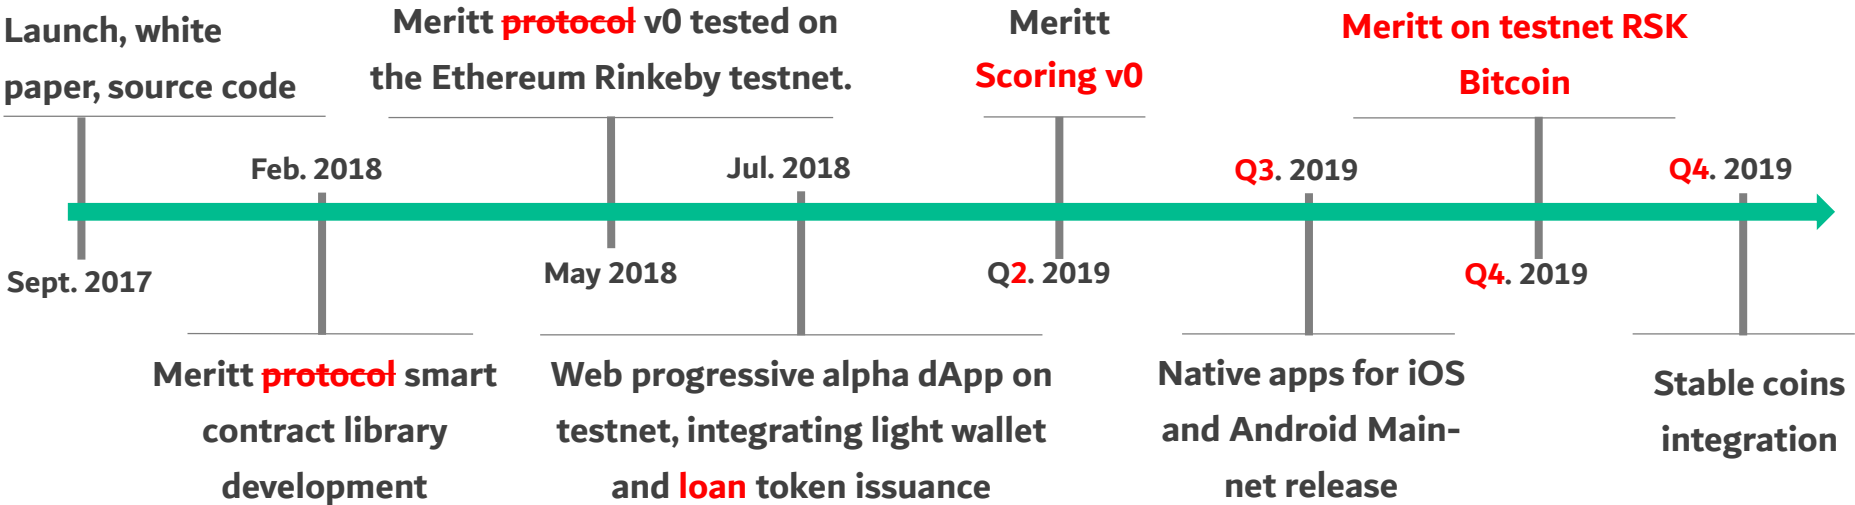 Launch, white
paper, source code
Meritt protocol v0 tested on
the Ethereum Rinkeby testnet.
Meritt
Scoring v0
Meritt on testnet RSK
Bitcoin
Feb. 2018
Jul. 2018
Q3. 2019
Q4. 2019
Sept. 2017
May 2018
Q2. 2019
Q4. 2019
Meritt protocol smart
contract library
development
Web progressive alpha dApp on
testnet, integrating light wallet
and loan token issuance
Native apps for iOS
and Android Main-
net release
Stable coins
integration